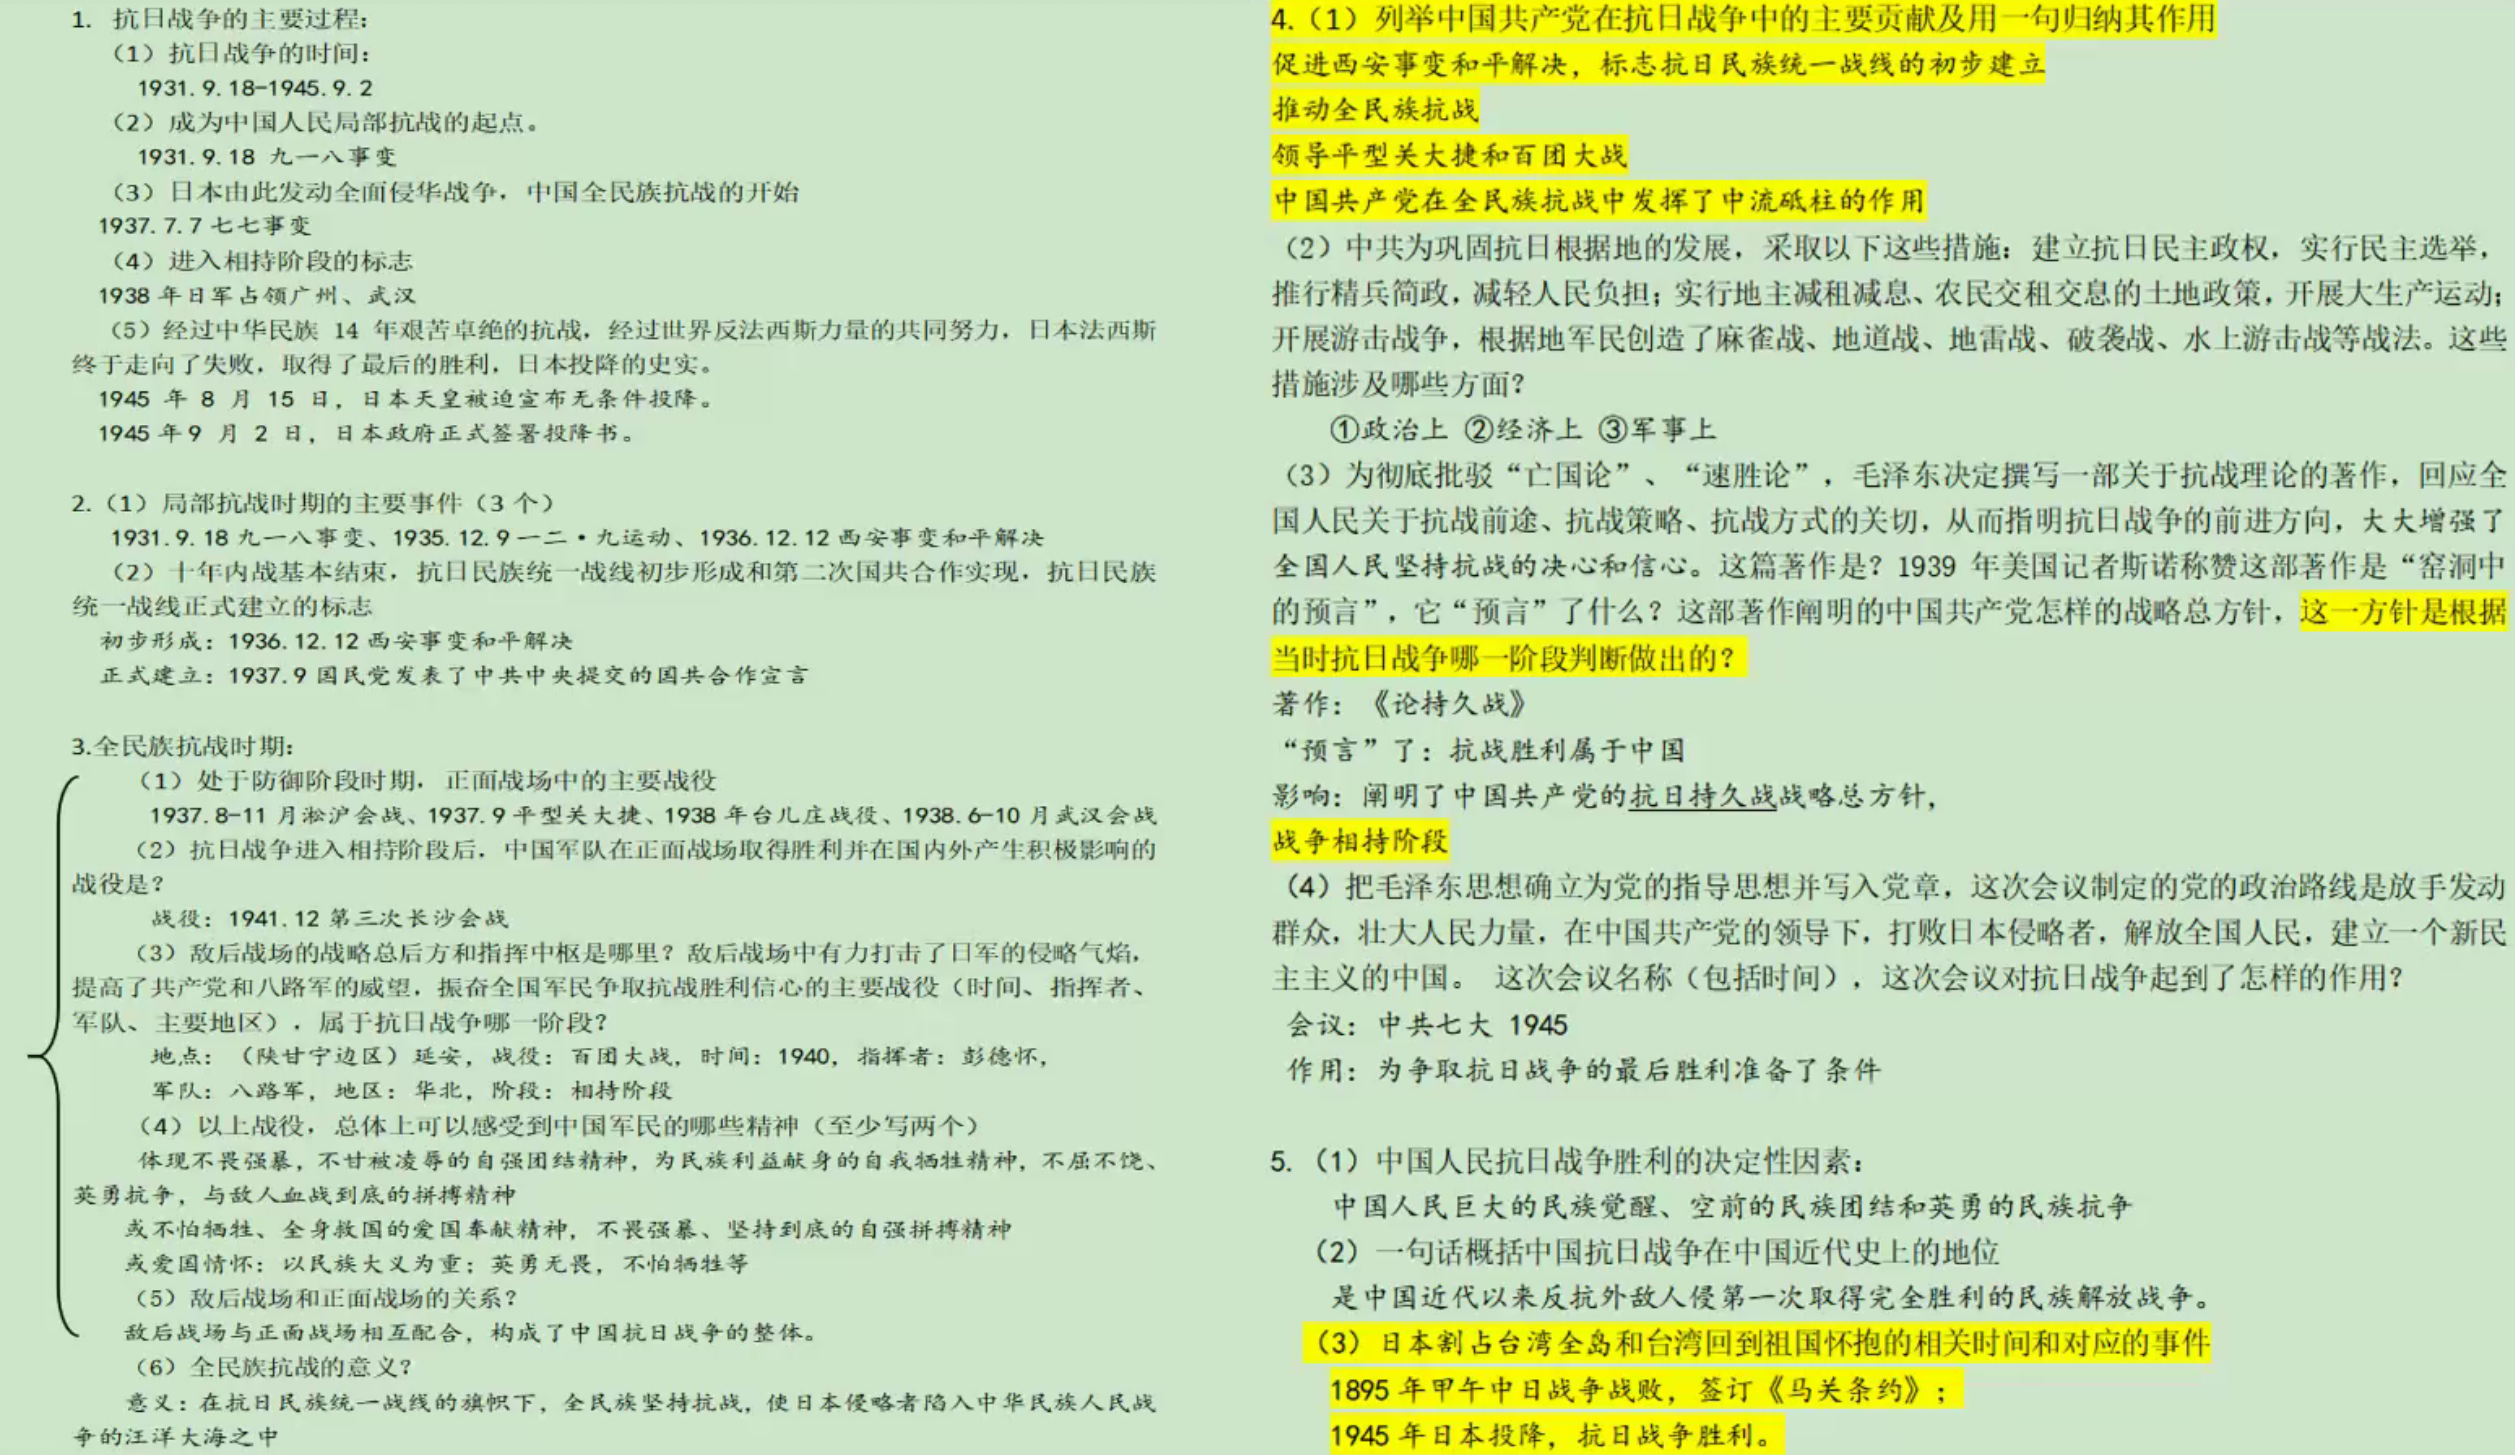 1. 抗日战争的主要过程:
（1）抗日战争的时间:
1931.9.18-1945.9.2
（2）成为中国人民局部抗战的起点。
1931.9.18 九一八事变
（3）日本由此发动全面侵华战争，中国全民族抗战的开始
1937.7.7七七事变
（4）进入相持阶段的标志
1938年日军占领广州、武汉
（5）经过中华民族 14 年艰苦卓绝的抗战，经过世界反法西斯力量的共同努力，日本法西斯
终于走向了失败，取得了最后的胜利，日本投降的史实。
1945 年 8 月 15 日，日本天皇被迫宣布无条件投降。
1945年9 月 2 日，日本政府正式签署投降书。
2.（1）局部抗战时期的主要事件（3个）
1931.9.18九一八事变、1935.12.9一二·九运动、1936.12.12西安事变和平解决
（2）十年内战基本结束，抗日民族统一战线初步形成和第二次国共合作实现，抗日民族
统一战线正式建立的标志
初步形成：1936.12.12西安事变和平解决
正式建立：1937.9国民党发表了中共中央提交的国共合作宣言
3.全民族抗战时期:
（1）处于防御阶段时期，正面战场中的主要战役
1937.8-11月淞沪会战、1937.9平型关大捷、1938年台儿庄战役、1938.6-10月武汉会战
（2）抗日战争进入相持阶段后，中国军队在正面战场取得胜利并在国内外产生积极影响的
战役是？
战役：1941.12第三次长沙会战
（3）敌后战场的战略总后方和指挥中枢是哪里？敌后战场中有力打击了日军的侵略气焰，
提高了共产党和八路军的威望，振奋全国军民争取抗战胜利信心的主要战役（时间、指挥者、
军队、主要地区），属于抗日战争哪一阶段？
地点：（陕甘宁边区）延安，战役：百团大战，时间：1940，指挥者：彭德怀，
军队：八路军，地区：华北，阶段：相持阶段
（4）以上战役，总体上可以感受到中国军民的哪些精神（至少写两个）
体现不畏强暴，不甘被凌辱的自强团结精神，为民族利益献身的自我牺牲精神，不屈不饶、
英勇抗争，与敌人血战到底的拼搏精神
或不怕牺牲、全身救国的爱国奉献精神，不畏强暴、坚持到底的自强拼搏精神
或爱国情怀；以民族大义为重；英勇无畏，不怕牺牲等
（5）敌后战场和正面战场的关系？
敌后战场与正面战场相互配合，构成了中国抗日战争的整体。
（6）全民族抗战的意义？
意义：在抗日民族统一战线的旗帜下，全民族坚持抗战，使日本侵略者陷入中华民族人民战
争的汪洋大海之中
4.（1）列举中国共产党在抗日战争中的主要贡献及用一句归纳其作用
促进西安事变和平解决，标志抗日民族统一战线的初步建立
推动全民族抗战
领导平型关大捷和百团大战
中国共产党在全民族抗战中发挥了中流砥柱的作用
（2）中共为巩固抗日根据地的发展，采取以下这些措施：建立抗日民主政权，实行民主选举，
推行精兵简政，减轻人民负担；实行地主减租减息、农民交租交息的土地政策，开展大生产运动；
开展游击战争，根据地军民创造了麻雀战、地道战、地雷战、破袭战、水上游击战等战法。这些
措施涉及哪些方面？
①政治上 ②经济上 ③军事上
（3）为彻底批驳“亡国论”、“速胜论”，毛泽东决定撰写一部关于抗战理论的著作，回应全
国人民关于抗战前途、抗战策略、抗战方式的关切，从而指明抗日战争的前进方向，大大增强了
全国人民坚持抗战的决心和信心。这篇著作是？1939 年美国记者斯诺称赞这部著作是“窑洞中
的预言”，它“预言”了什么？这部著作阐明的中国共产党怎样的战略总方针，这一方针是根据
当时抗日战争哪一阶段判断做出的？
著作：《论持久战》
“预言”了：抗战胜利属于中国
影响：阐明了中国共产党的抗日持久战战略总方针，
战争相持阶段
（4）把毛泽东思想确立为党的指导思想并写入党章，这次会议制定的党的政治路线是放手发动
群众，壮大人民力量，在中国共产党的领导下，打败日本侵略者，解放全国人民，建立一个新民
主主义的中国。 这次会议名称（包括时间），这次会议对抗日战争起到了怎样的作用？
会议：中共七大 1945
作用：为争取抗日战争的最后胜利准备了条件
5.（1）中国人民抗日战争胜利的决定性因素：
中国人民巨大的民族觉醒、空前的民族团结和英勇的民族抗争
（2）一句话概括中国抗日战争在中国近代史上的地位
是中国近代以来反抗外敌人侵第一次取得完全胜利的民族解放战争。
（3）日本割占台湾全岛和台湾回到祖国怀抱的相关时间和对应的事件
1895年甲午中日战争战败，签订《马关条约》；
1945年日本投降，抗日战争胜利。